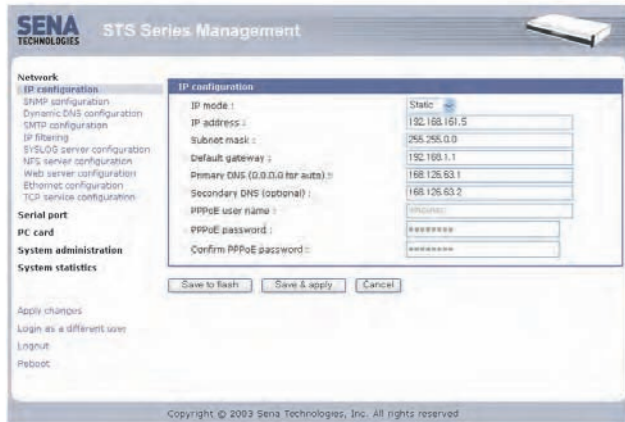 SENA
TECHNOLOGIES
STS Series Management
Network
IP configuration
SNMP configuration
Dynamic DNS configuration
SMTP configuration
IP filtering
SYSLOG server configuration
NFS server configuration
Web server configuration
Ethernet configuration
TCP service configuration
Serial port
PC card
System administration
System statistics
Apply changes
Login as a different user
Logout
Reboot
IP configuration
IP mode : Static
IP address : 192.168.161.5
Subnet mask : 255.255.0.0
Default gateway : 192.168.1.1
Primary DNS (0.0.0.0 for auto) : 168.126.63.1
Secondary DNS (optional) : 168.126.63.2
PPPoE user name :
PPPoE password : ********
Confirm PPPoE password : ********
Save to flash Save & apply Cancel
Copyright © 2003 Sena Technologies, Inc. All rights reserved